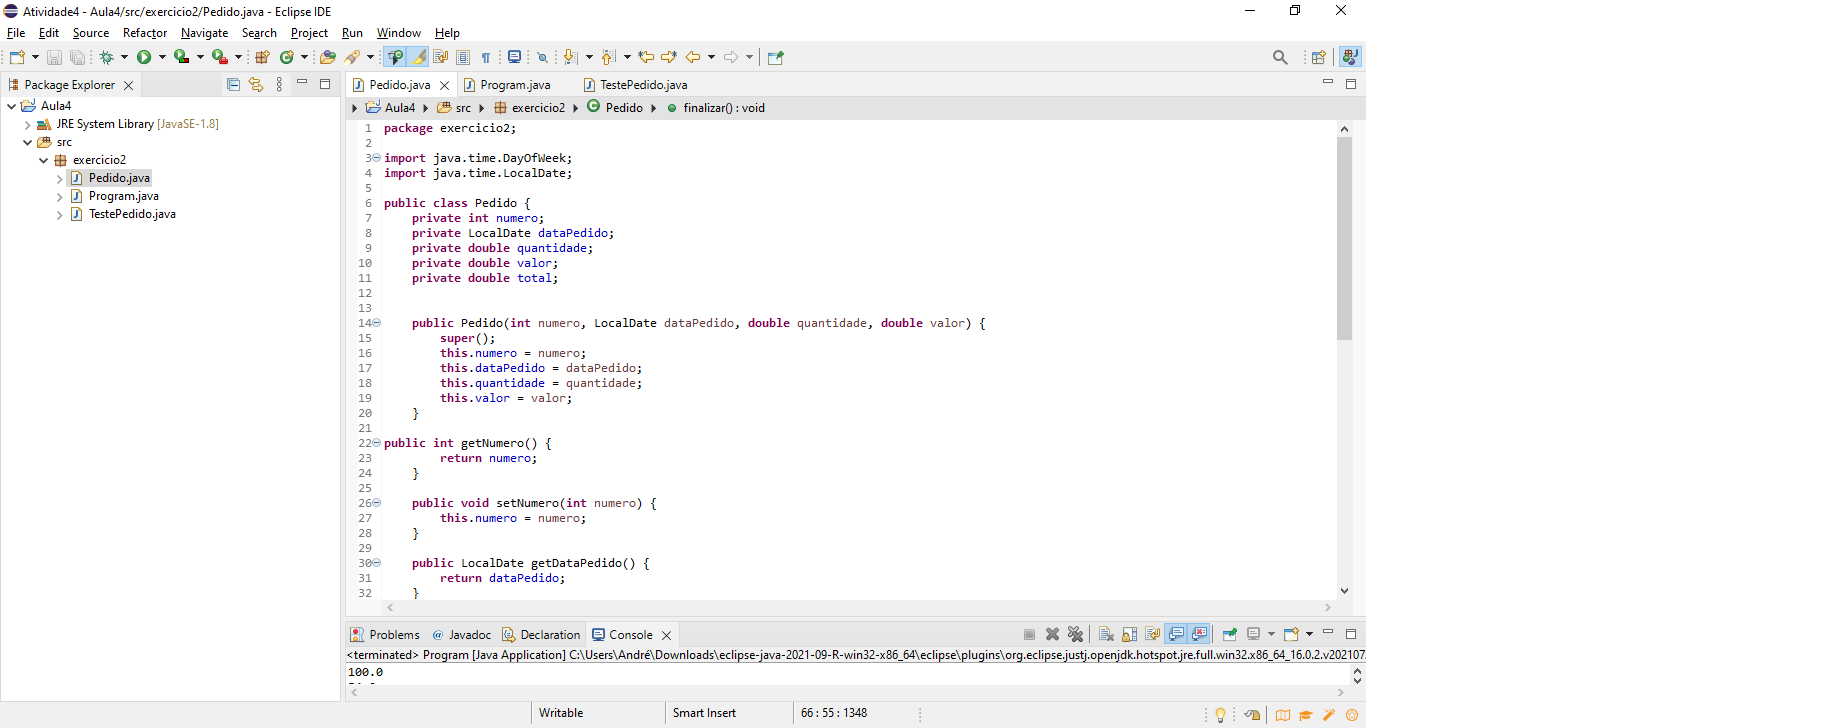 Atividade4 - Aula4/src/exercicio2/Pedido.java - Eclipse IDE
File Edit Source Refactor Navigate Search Project Run Window Help
Package Explorer
Aula4
JRE System Library [JavaSE-1.8]
src
exercicio2
Pedido.java
Program.java
TestePedido.java
Pedido.java Program.java TestePedido.java
Aula4 src exercicio2 Pedido finalizar() : void
1 package exercicio2;
2
3 import java.time.DayOfWeek;
4 import java.time.LocalDate;
5
6 public class Pedido {
7 private int numero;
8 private LocalDate dataPedido;
9 private double quantidade;
10 private double valor;
11 private double total;
12
13
14 public Pedido(int numero, LocalDate dataPedido, double quantidade, double valor) {
15 super();
16 this.numero = numero;
17 this.dataPedido = dataPedido;
18 this.quantidade = quantidade;
19 this.valor = valor;
20 }
21
22 public int getNumero() {
23 return numero;
24 }
25
26 public void setNumero(int numero) {
27 this.numero = numero;
28 }
29
30 public LocalDate getDataPedido() {
31 return dataPedido;
32 }
Problems @ Javadoc Declaration Console
<terminated> Program [Java Application] C:\Users\André\Downloads\eclipse-java-2021-09-R-win32-x86_64\eclipse\plugins\org.eclipse.justj.openjdk.hotspot.jre.full.win32.x86_64_16.0.2.v202107
100.0
Writable Smart Insert 66 : 55 : 1348